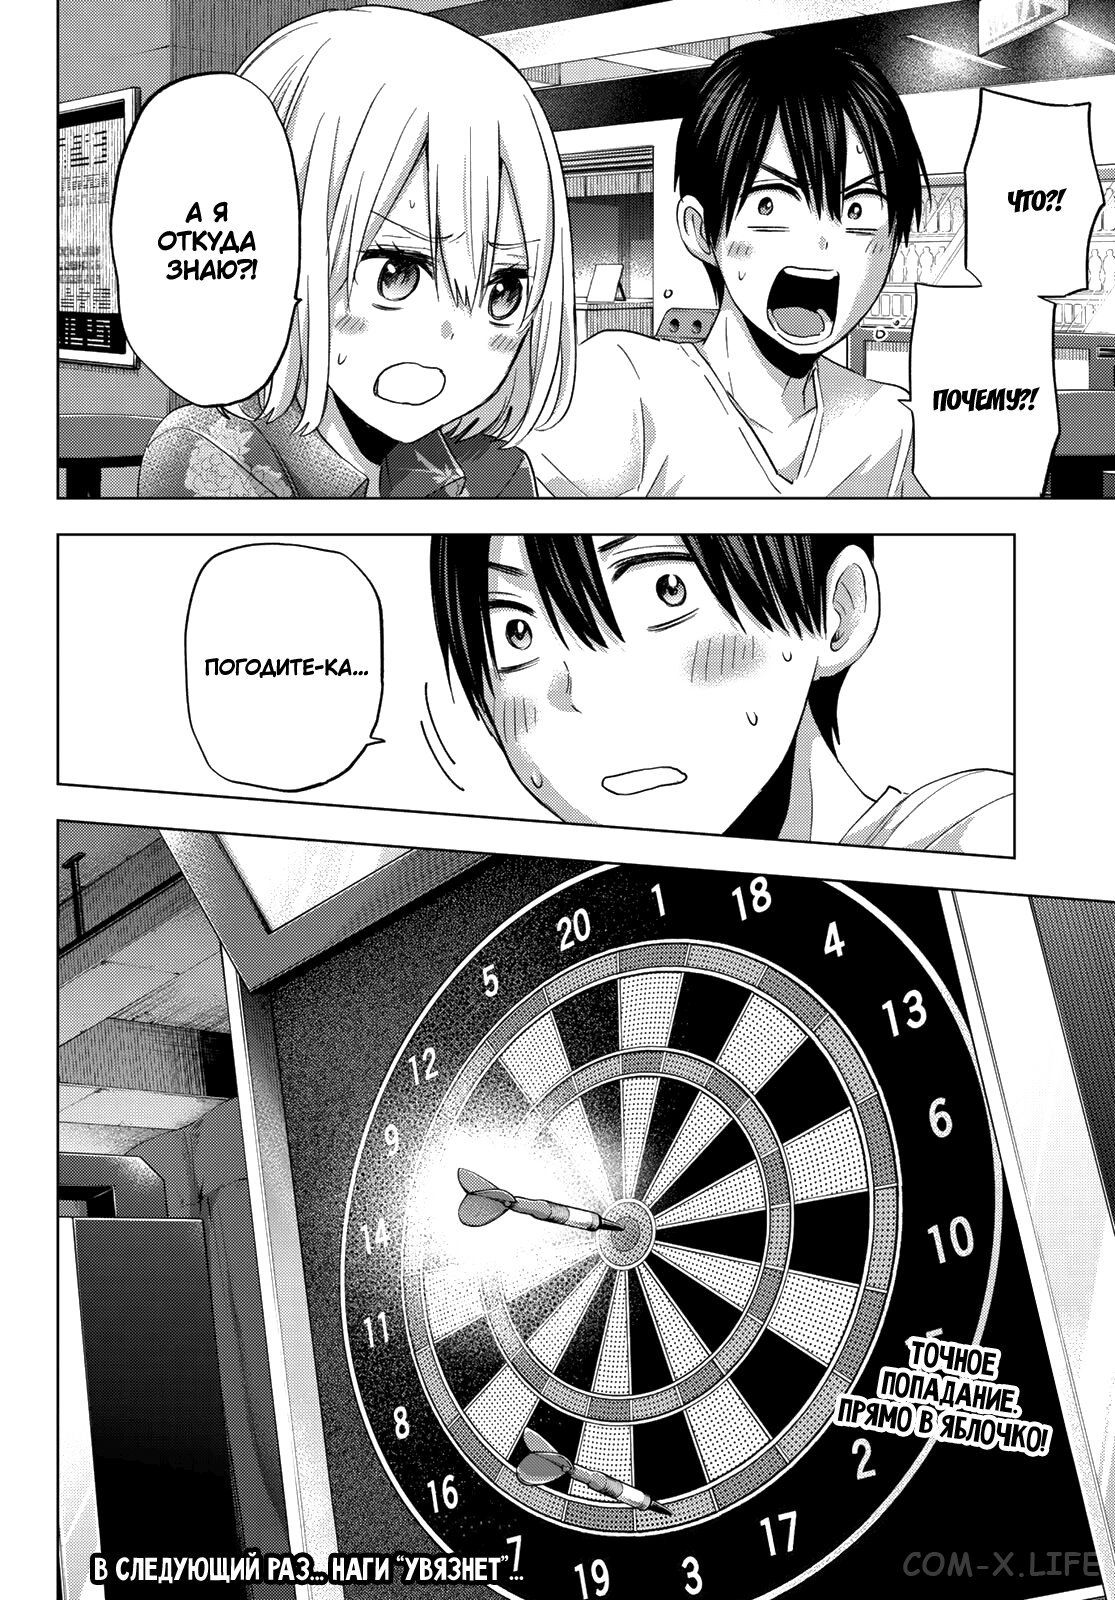 ЧТО?!
ПОЧЕМУ?!
А Я
ОТКУДА
ЗНАЮ?!
ПОГОДИТЕ-КА...
20
1
18
4
13
6
10
2
17
3
19
7
16
8
11
14
9
12
5
ТОЧНОЕ
ПОПАДАНИЕ.
ПРЯМО В ЯБЛОЧКО!
В СЛЕДУЮЩИЙ РАЗ... НАГИ “УВЯЗНЕТ”...
COM-X.LIFE